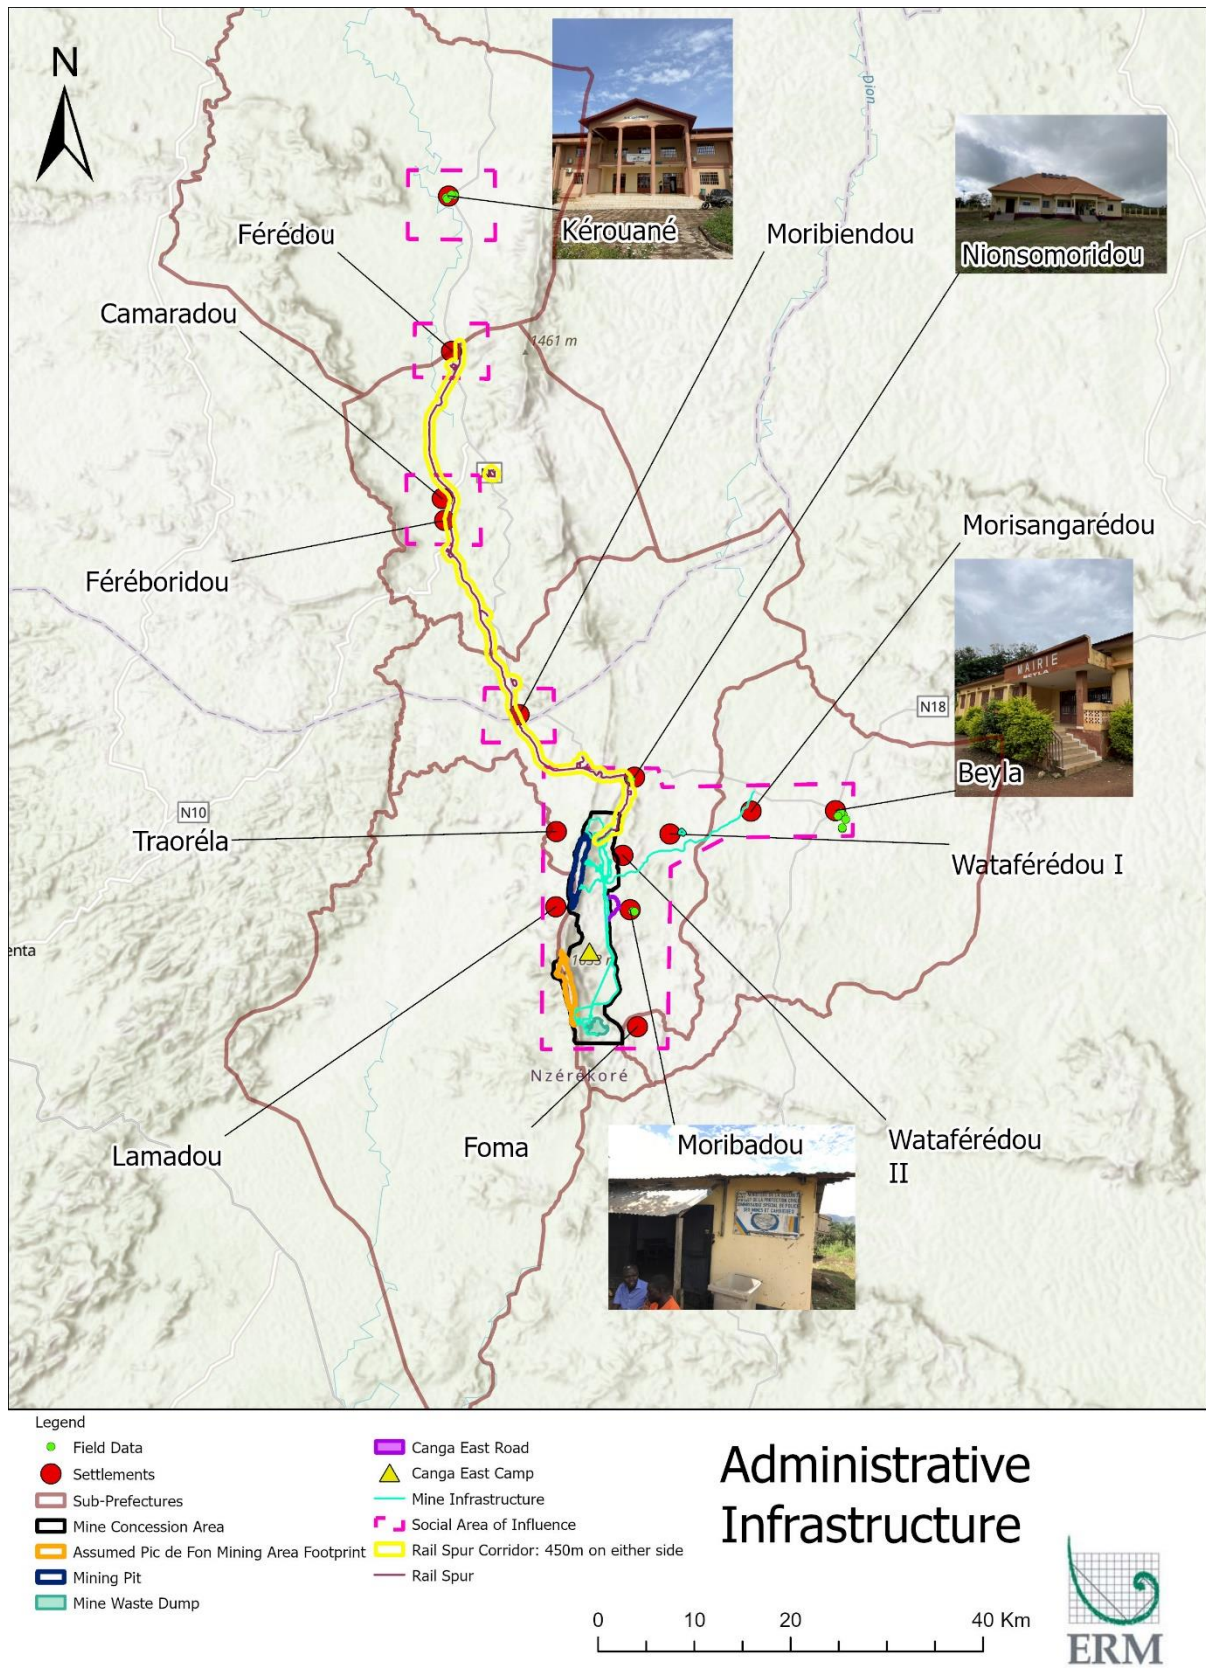 N
Dion
Kérouané
Férédou
Moribiendou
Nionsomoridou
Camaradou
1461 m
Morisangarédou
Féréboridou
MAIRIE
BEYLA
N18
Beyla
N10
Traoréla
Wataférédou I
enta
Nzérékoré
Lamadou
Foma
Moribadou
Wataférédou
II
Legend
Field Data
Settlements
Sub-Prefectures
Mine Concession Area
Assumed Pic de Fon Mining Area Footprint
Mining Pit
Mine Waste Dump
Canga East Road
Canga East Camp
Mine Infrastructure
Social Area of Influence
Rail Spur Corridor: 450m on either side
Rail Spur
Administrative
Infrastructure
0 10 20 40 Km
ERM